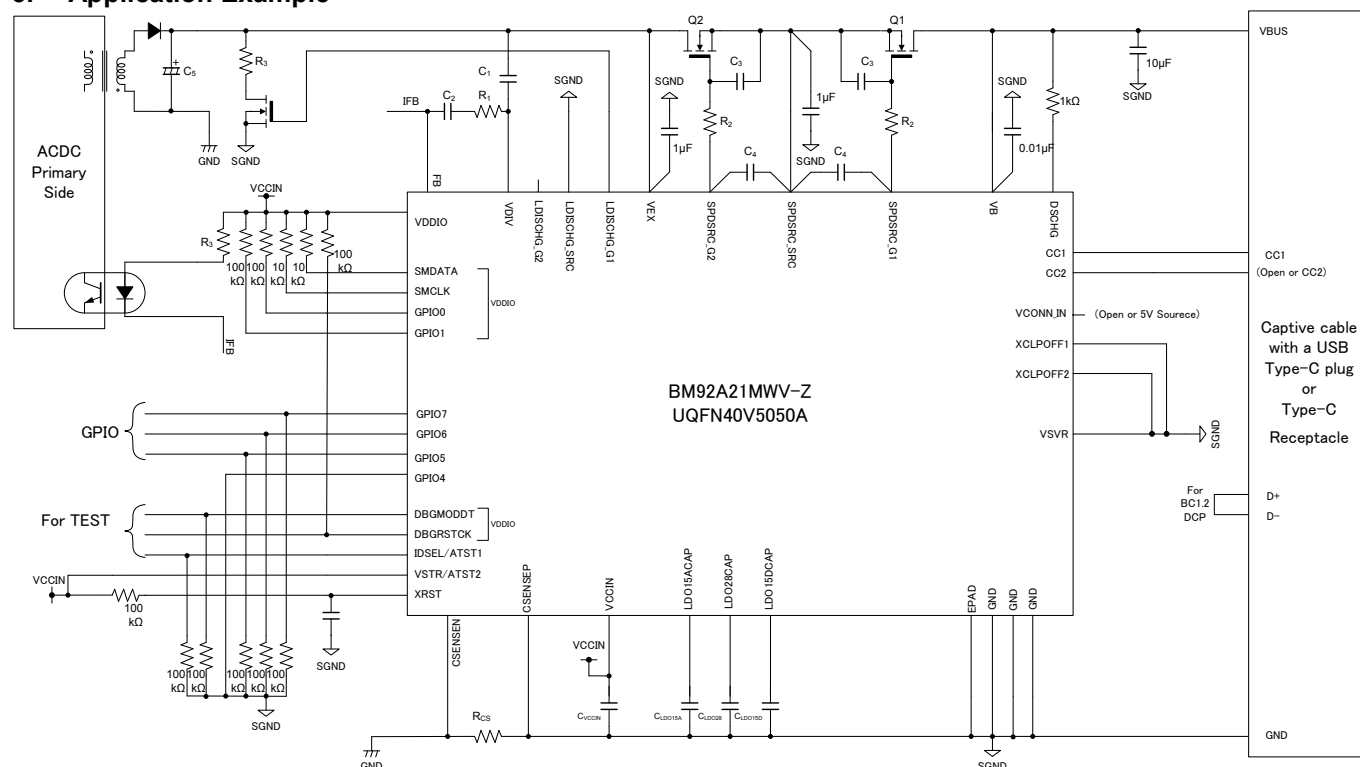 Application Example
Q2
Q1
VBUS
R3
C5
C1
C3
C3
10µF
SGND
SGND
SGND
SGND
1kΩ
IFB
C2
R1
R2
1µF
R2
GND
SGND
1µF
SGND
0.01µF
C4
C4
ACDC
Primary
Side
VCCIN
FB
VDIV
LDISCHG_G2
LDISCHG_SRC
LDISCHG_G1
VEX
SPDSRC_G2
SPDSRC_SRC
SPDSRC_G1
VB
DSCHG
VDDIO
R3
100
kΩ
100
kΩ
10
kΩ
10
kΩ
100
kΩ
SMDATA
SMCLK
GPIO0
GPIO1
VDDIO
IFB
CC1
CC2
CC1
(Open or CC2)
VCONN_IN
(Open or 5V Sourece)
XCLPOFF1
XCLPOFF2
VSVR
SGND
Captive cable
with a USB
Type-C plug
or
Type-C
Receptacle
BM92A21MWV-Z
UQFN40V5050A
GPIO
GPIO7
GPIO6
GPIO5
GPIO4
For TEST
DBGMODDT
DBGRSTCK
VDDIO
IDSEL/ATST1
VSTR/ATST2
XRST
VCCIN
100
kΩ
SGND
For
BC1.2
DCP
D+
D-
CSENSEN
CSENSEP
VCCIN
LDO15ACAP
LDO28CAP
LDO15DCAP
EPAD
GND
GND
GND
100
kΩ
100
kΩ
100
kΩ
100
kΩ
100
kΩ
SGND
VCCIN
RCS
CVCCIN
CLDO15A
CLDO28
CLDO15D
GND
GND
SGND